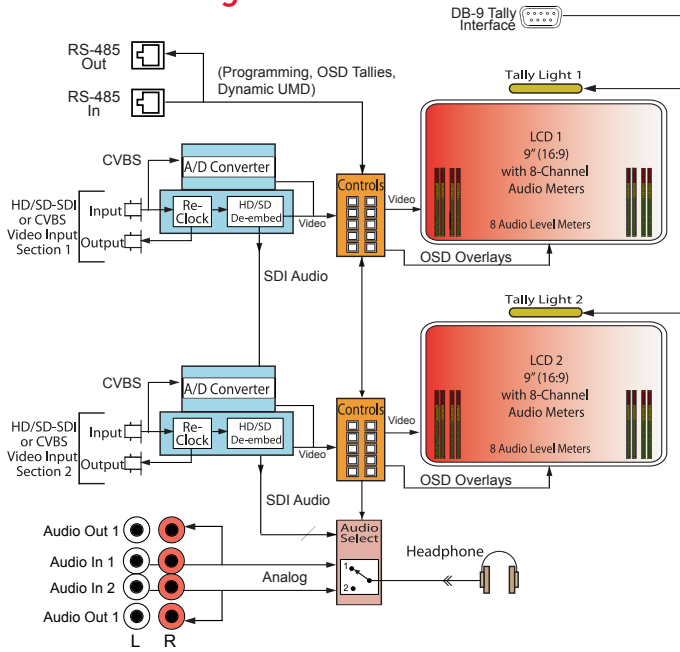 DB-9 Tally
Interface
RS-485
Out
RS-485
In
(Programming, OSD Tallies,
Dynamic UMD)
Tally Light 1
CVBS
A/D Converter
HD/SD-SDI
or CVBS
Video Input
Section 1
Input
Output
Re-
Clock
HD/SD
De-embed
Video
Controls
Video
LCD 1
9" (16:9)
with 8-Channel
Audio Meters
8 Audio Level Meters
OSD Overlays
SDI Audio
Tally Light 2
CVBS
A/D Converter
HD/SD-SDI
or CVBS
Video Input
Section 2
Input
Output
Re-
Clock
HD/SD
De-embed
Video
Controls
Video
LCD 2
9" (16:9)
with 8-Channel
Audio Meters
8 Audio Level Meters
OSD Overlays
SDI Audio
Audio
Select
1
2
Headphone
Audio Out 1
Audio In 1
Analog
Audio In 2
Audio Out 1
L R